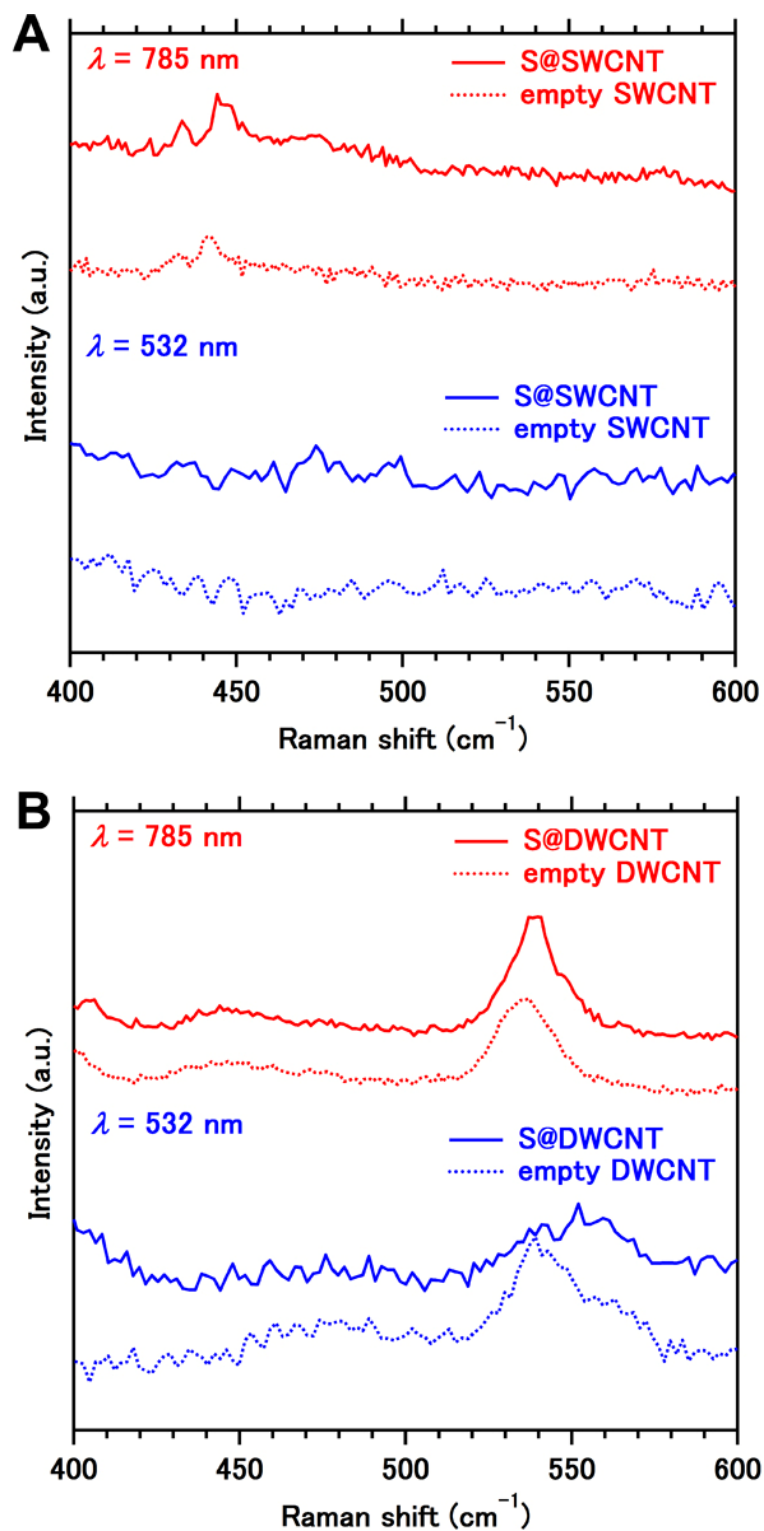 A
λ = 785 nm
S@SWCNT
empty SWCNT
λ = 532 nm
S@SWCNT
empty SWCNT
Intensity (a.u.)
400 450 500 550 600
Raman shift (cm⁻¹)
B
λ = 785 nm
S@DWCNT
empty DWCNT
λ = 532 nm
S@DWCNT
empty DWCNT
Intensity (a.u.)
400 450 500 550 600
Raman shift (cm⁻¹)